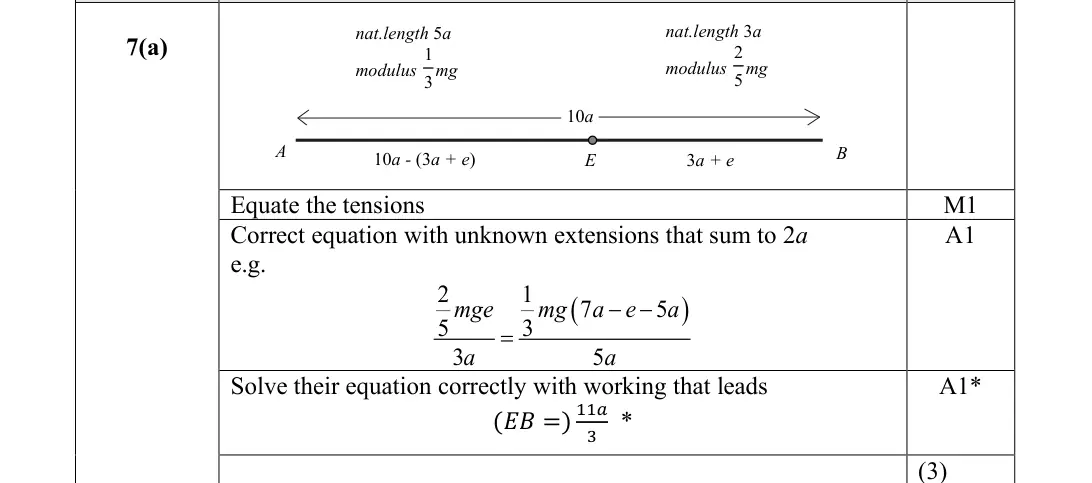 7(a)
nat.length 5a
modulus 1/3 mg
nat.length 3a
modulus 2/5 mg
10a
A
10a - (3a + e)
E
3a + e
B
Equate the tensions
M1
Correct equation with unknown extensions that sum to 2a
A1
e.g.
(2/5 mge)/3a = (1/3 mg(7a − e − 5a))/5a
Solve their equation correctly with working that leads
A1*
(EB =) 11a/3 *
(3)